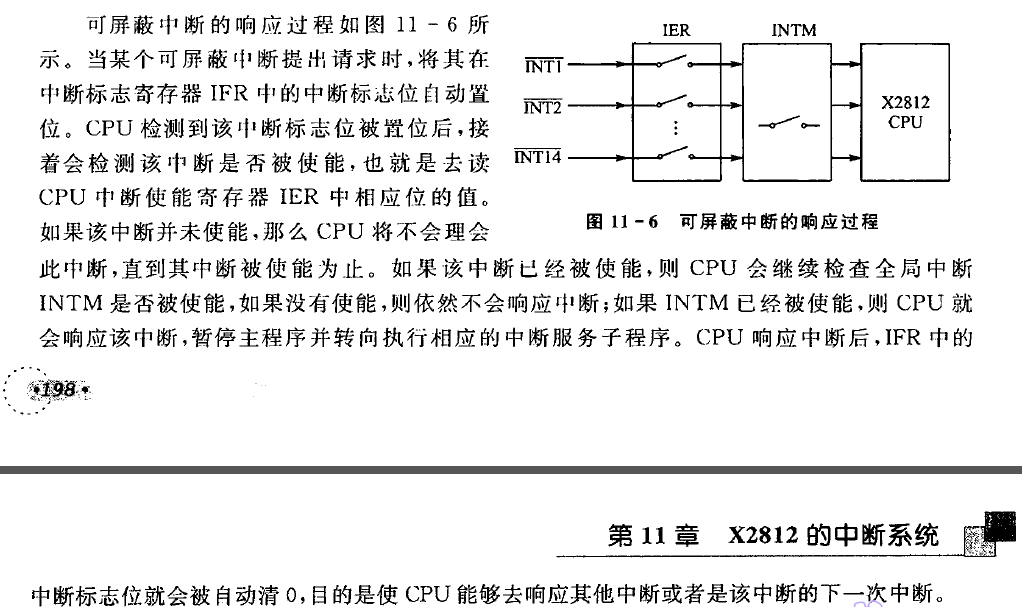 可屏蔽中断的响应过程如图 11-6 所
示。当某个可屏蔽中断提出请求时,将其在
中断标志寄存器 IFR 中的中断标志位自动置
位。CPU 检测到该中断标志位被置位后,接
着会检测该中断是否被使能,也就是去读
CPU 中断使能寄存器 IER 中相应位的值。
如果该中断并未使能,那么 CPU 将不会理会
IER
INTM
INT1
INT2
INT14
X2812
CPU
图 11-6 可屏蔽中断的响应过程
此中断,直到其中断被使能为止。如果该中断已经被使能,则 CPU 会继续检查全局中断
INTM 是否被使能,如果没有使能,则依然不会响应中断;如果 INTM 已经被使能,则 CPU 就
会响应该中断,暂停主程序并转向执行相应的中断服务子程序。CPU 响应中断后,IFR 中的
·198·
第 11 章 X2812 的中断系统
中断标志位就会被自动清 0,目的是使 CPU 能够去响应其他中断或者是该中断的下一次中断。